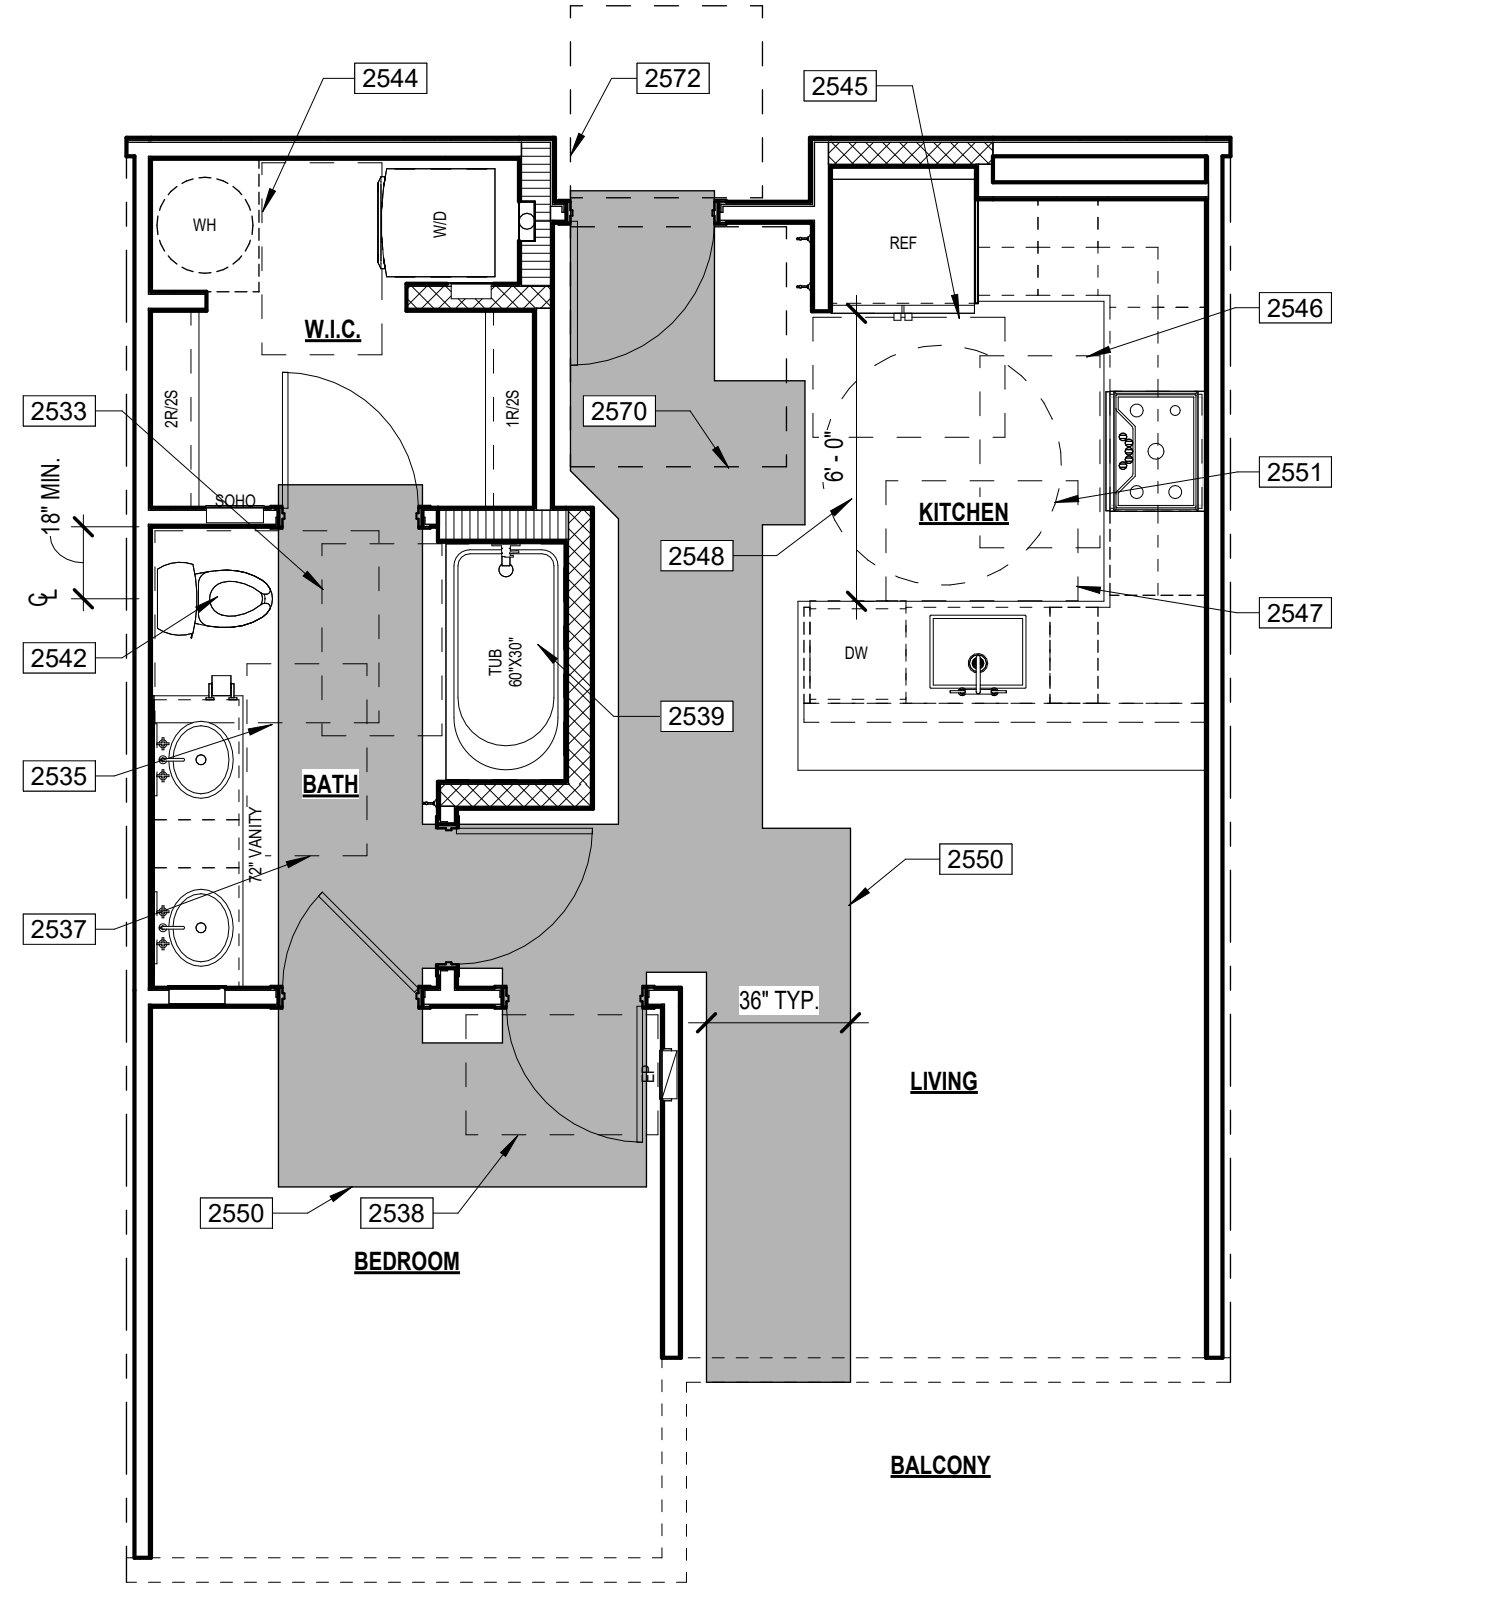 2544
2572
2545
WH
W/D
REF
W.I.C.
2546
2533
2R/2S
1R/2S
2570
6' - 0"
2551
18" MIN.
SOHO
KITCHEN
2548
℄
2547
2542
TUB
60"X30"
DW
2539
2535
BATH
72" VANITY
2550
2537
36" TYP.
EP
LIVING
2550
2538
BEDROOM
BALCONY